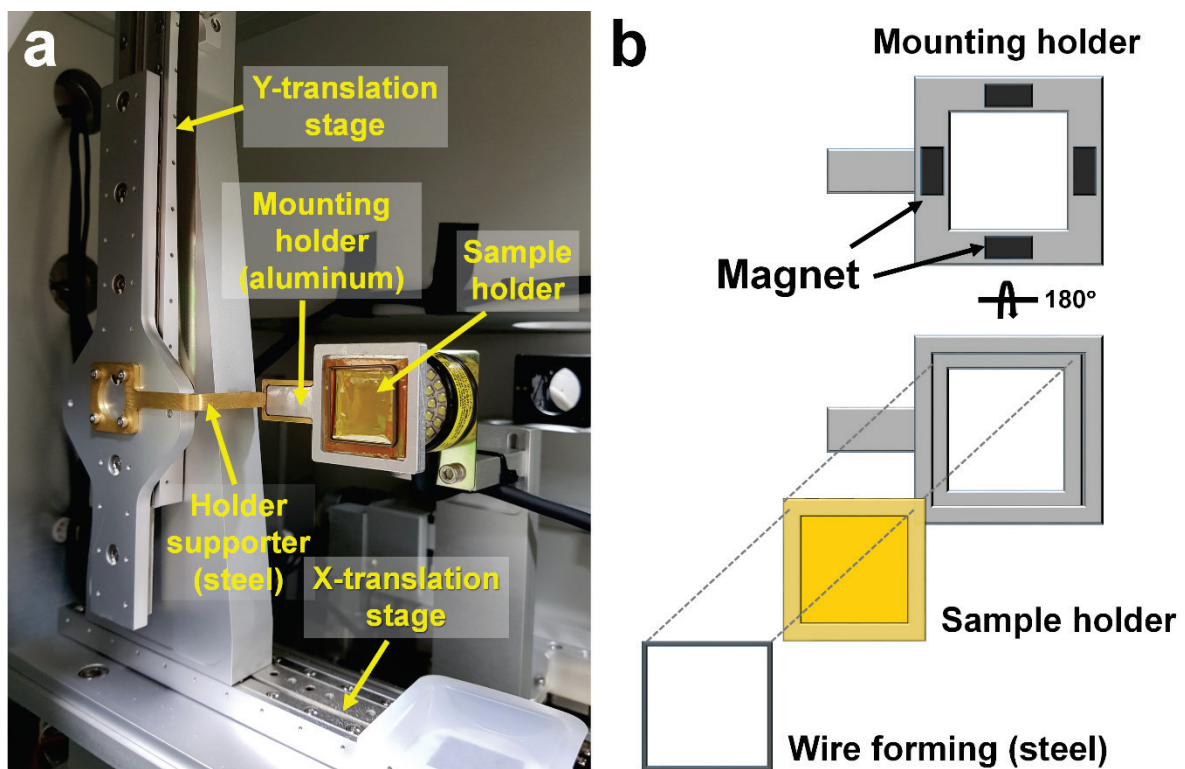 a
Y-translation
stage
Mounting
holder
(aluminum)
Sample
holder
Holder
supporter
(steel)
X-translation
stage
b
Mounting holder
Magnet
180°
Sample holder
Wire forming (steel)